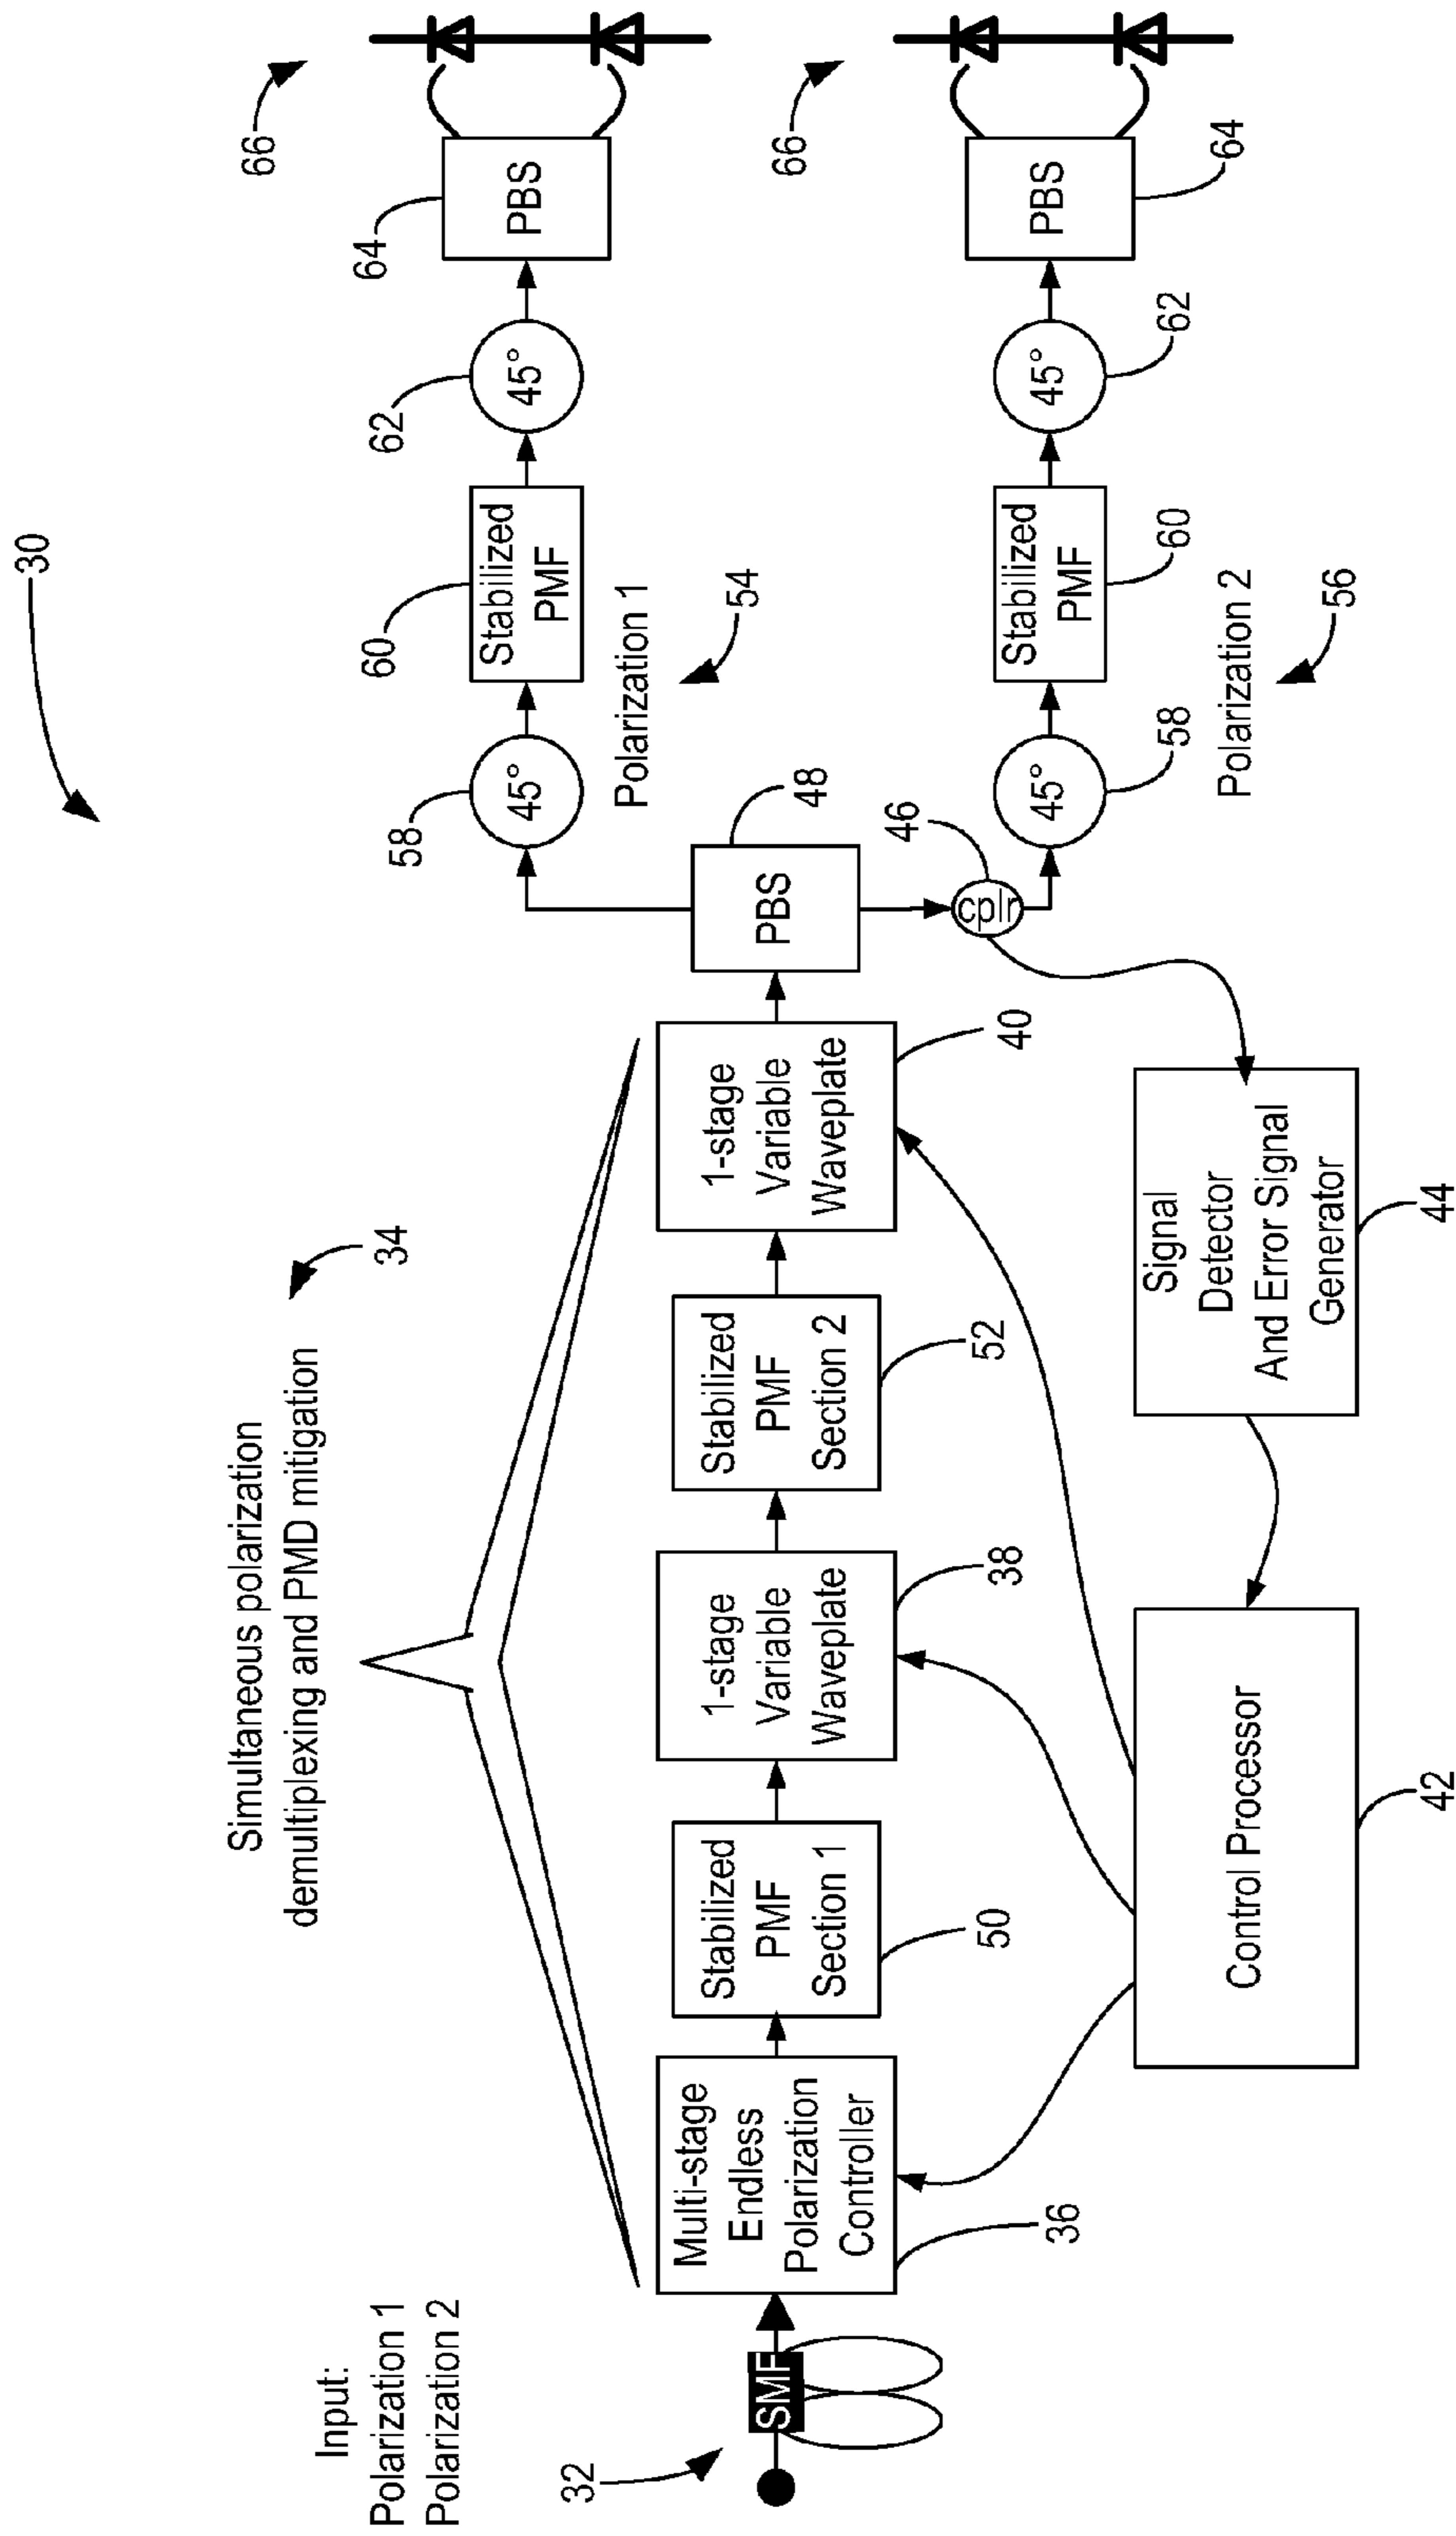 30
Input:
Polarization 1
Polarization 2
32
SMF
Simultaneous polarization
demultiplexing and PMD mitigation
34
Multi-stage
Endless
Polarization
Controller
36
Stabilized
PMF
Section 1
50
1-stage
Variable
Waveplate
38
Stabilized
PMF
Section 2
52
1-stage
Variable
Waveplate
40
PBS
48
cplr
46
Control Processor
42
Signal
Detector
And Error Signal
Generator
44
58
45°
60
Stabilized
PMF
Polarization 1
54
62
45°
64
PBS
66
45°
58
Stabilized
PMF
60
Polarization 2
56
45°
62
PBS
64
66